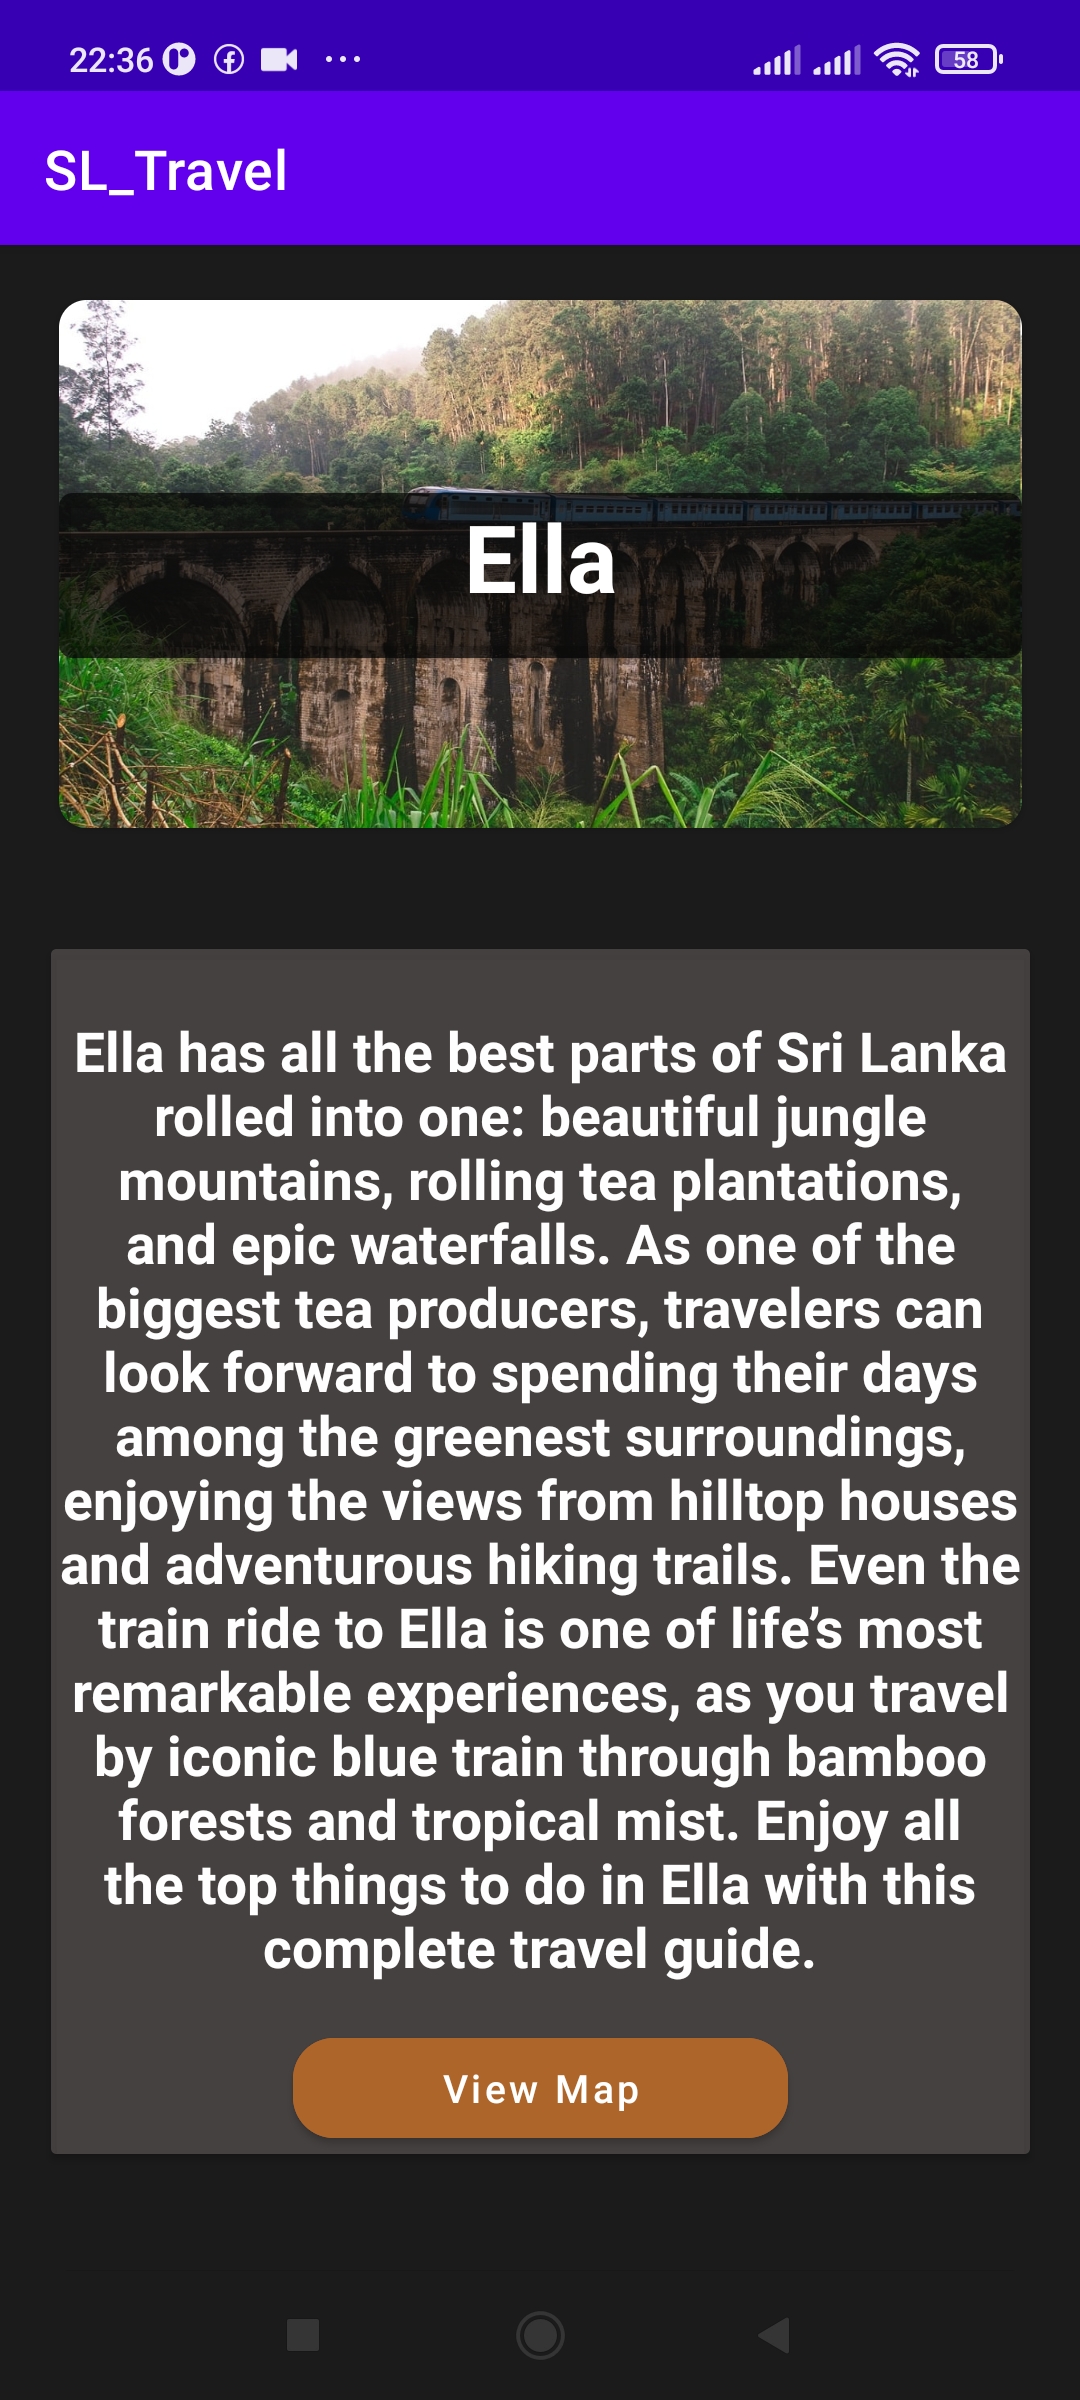 22:36
58
SL_Travel
Ella
Ella has all the best parts of Sri Lanka
rolled into one: beautiful jungle
mountains, rolling tea plantations,
and epic waterfalls. As one of the
biggest tea producers, travelers can
look forward to spending their days
among the greenest surroundings,
enjoying the views from hilltop houses
and adventurous hiking trails. Even the
train ride to Ella is one of life’s most
remarkable experiences, as you travel
by iconic blue train through bamboo
forests and tropical mist. Enjoy all
the top things to do in Ella with this
complete travel guide.
View Map